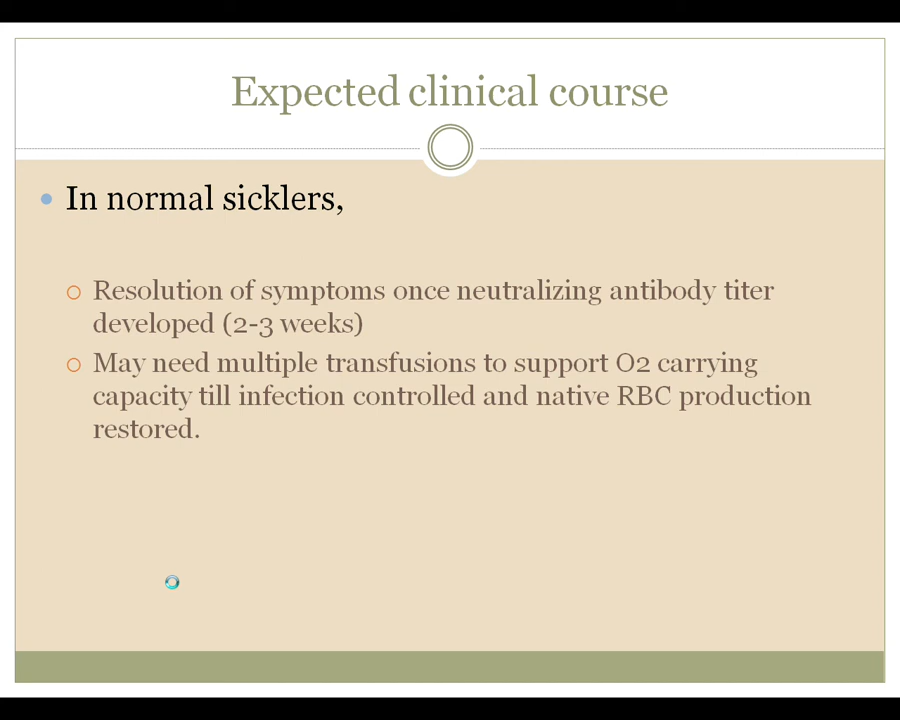 Expected clinical course
In normal sicklers,
Resolution of symptoms once neutralizing antibody titer
developed (2-3 weeks)
May need multiple transfusions to support O2 carrying
capacity till infection controlled and native RBC production
restored.